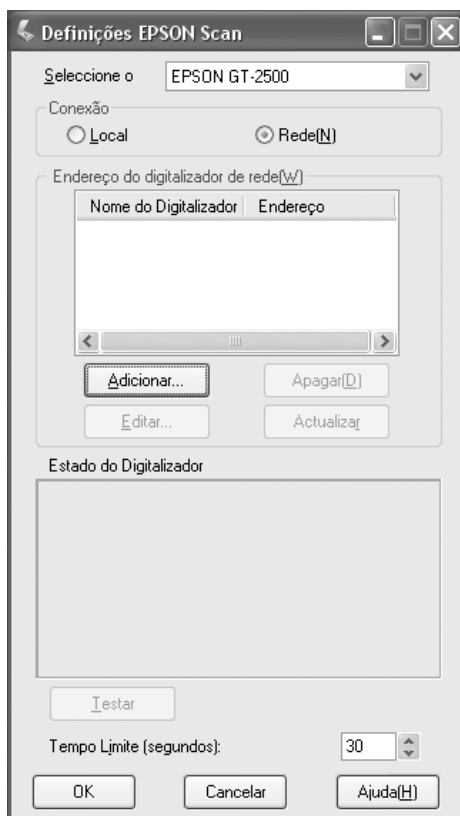 Definições EPSON Scan
Seleccione o EPSON GT-2500
Conexão
Local Rede(N)
Endereço do digitalizador de rede(W)
Nome do Digitalizador Endereço
Adicionar... Apagar(D)
Editar... Actualizar
Estado do Digitalizador
Testar
Tempo Limite (segundos): 30
OK Cancelar Ajuda(H)